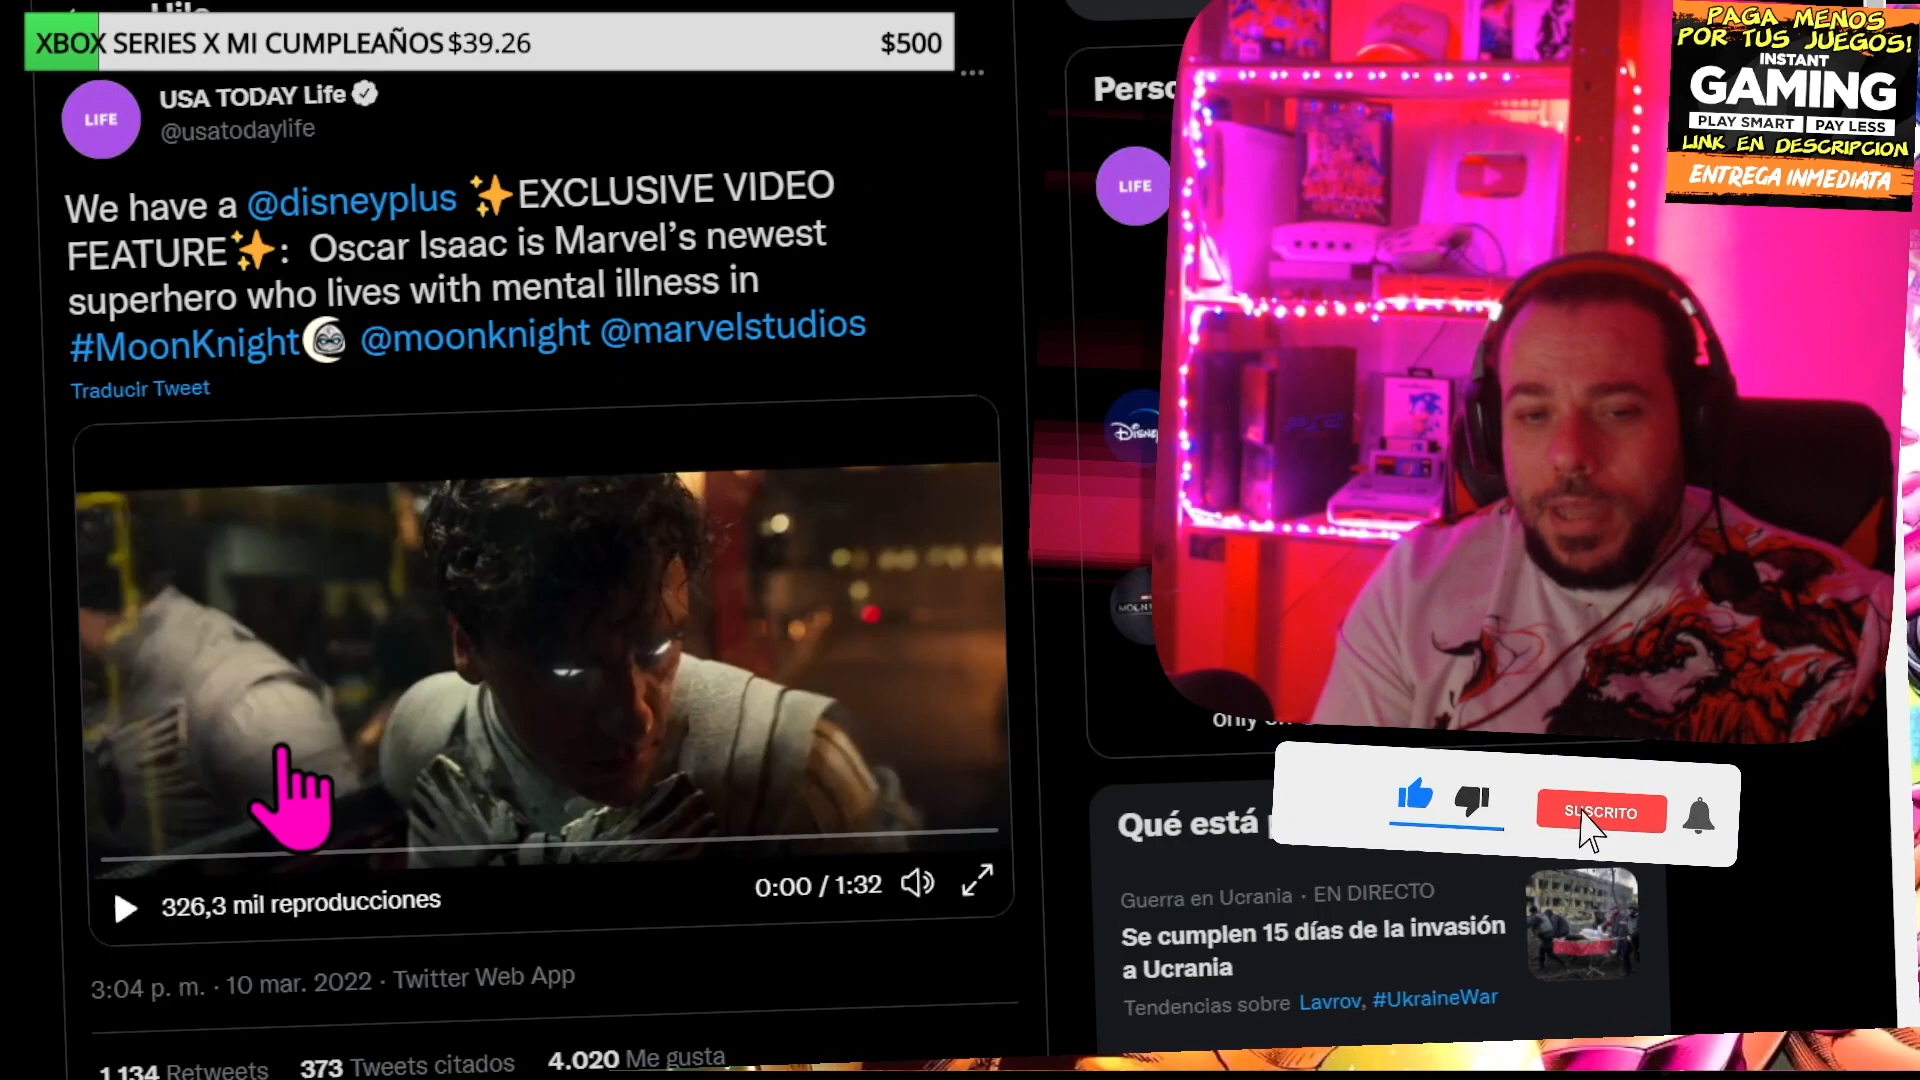 Hilo
XBOX SERIES X MI CUMPLEAÑOS $39.26
$500
USA TODAY Life
@usatodaylife
LIFE
We have a @disneyplus ✨EXCLUSIVE VIDEO
FEATURE✨: Oscar Isaac is Marvel’s newest
superhero who lives with mental illness in
#MoonKnight @moonknight @marvelstudios
Traducir Tweet
326,3 mil reproducciones
0:00 / 1:32
3:04 p. m. · 10 mar. 2022 · Twitter Web App
1.134 Retweets 373 Tweets citados 4.020 Me gusta
LIFE
Disney
Qué está
Guerra en Ucrania · EN DIRECTO
Se cumplen 15 días de la invasión
a Ucrania
Tendencias sobre Lavrov, #UkraineWar
SUSCRITO
PS2
PAGA MENOS
POR TUS JUEGOS!
INSTANT
GAMING
PLAY SMART PAY LESS
LINK EN DESCRIPCION
ENTREGA INMEDIATA